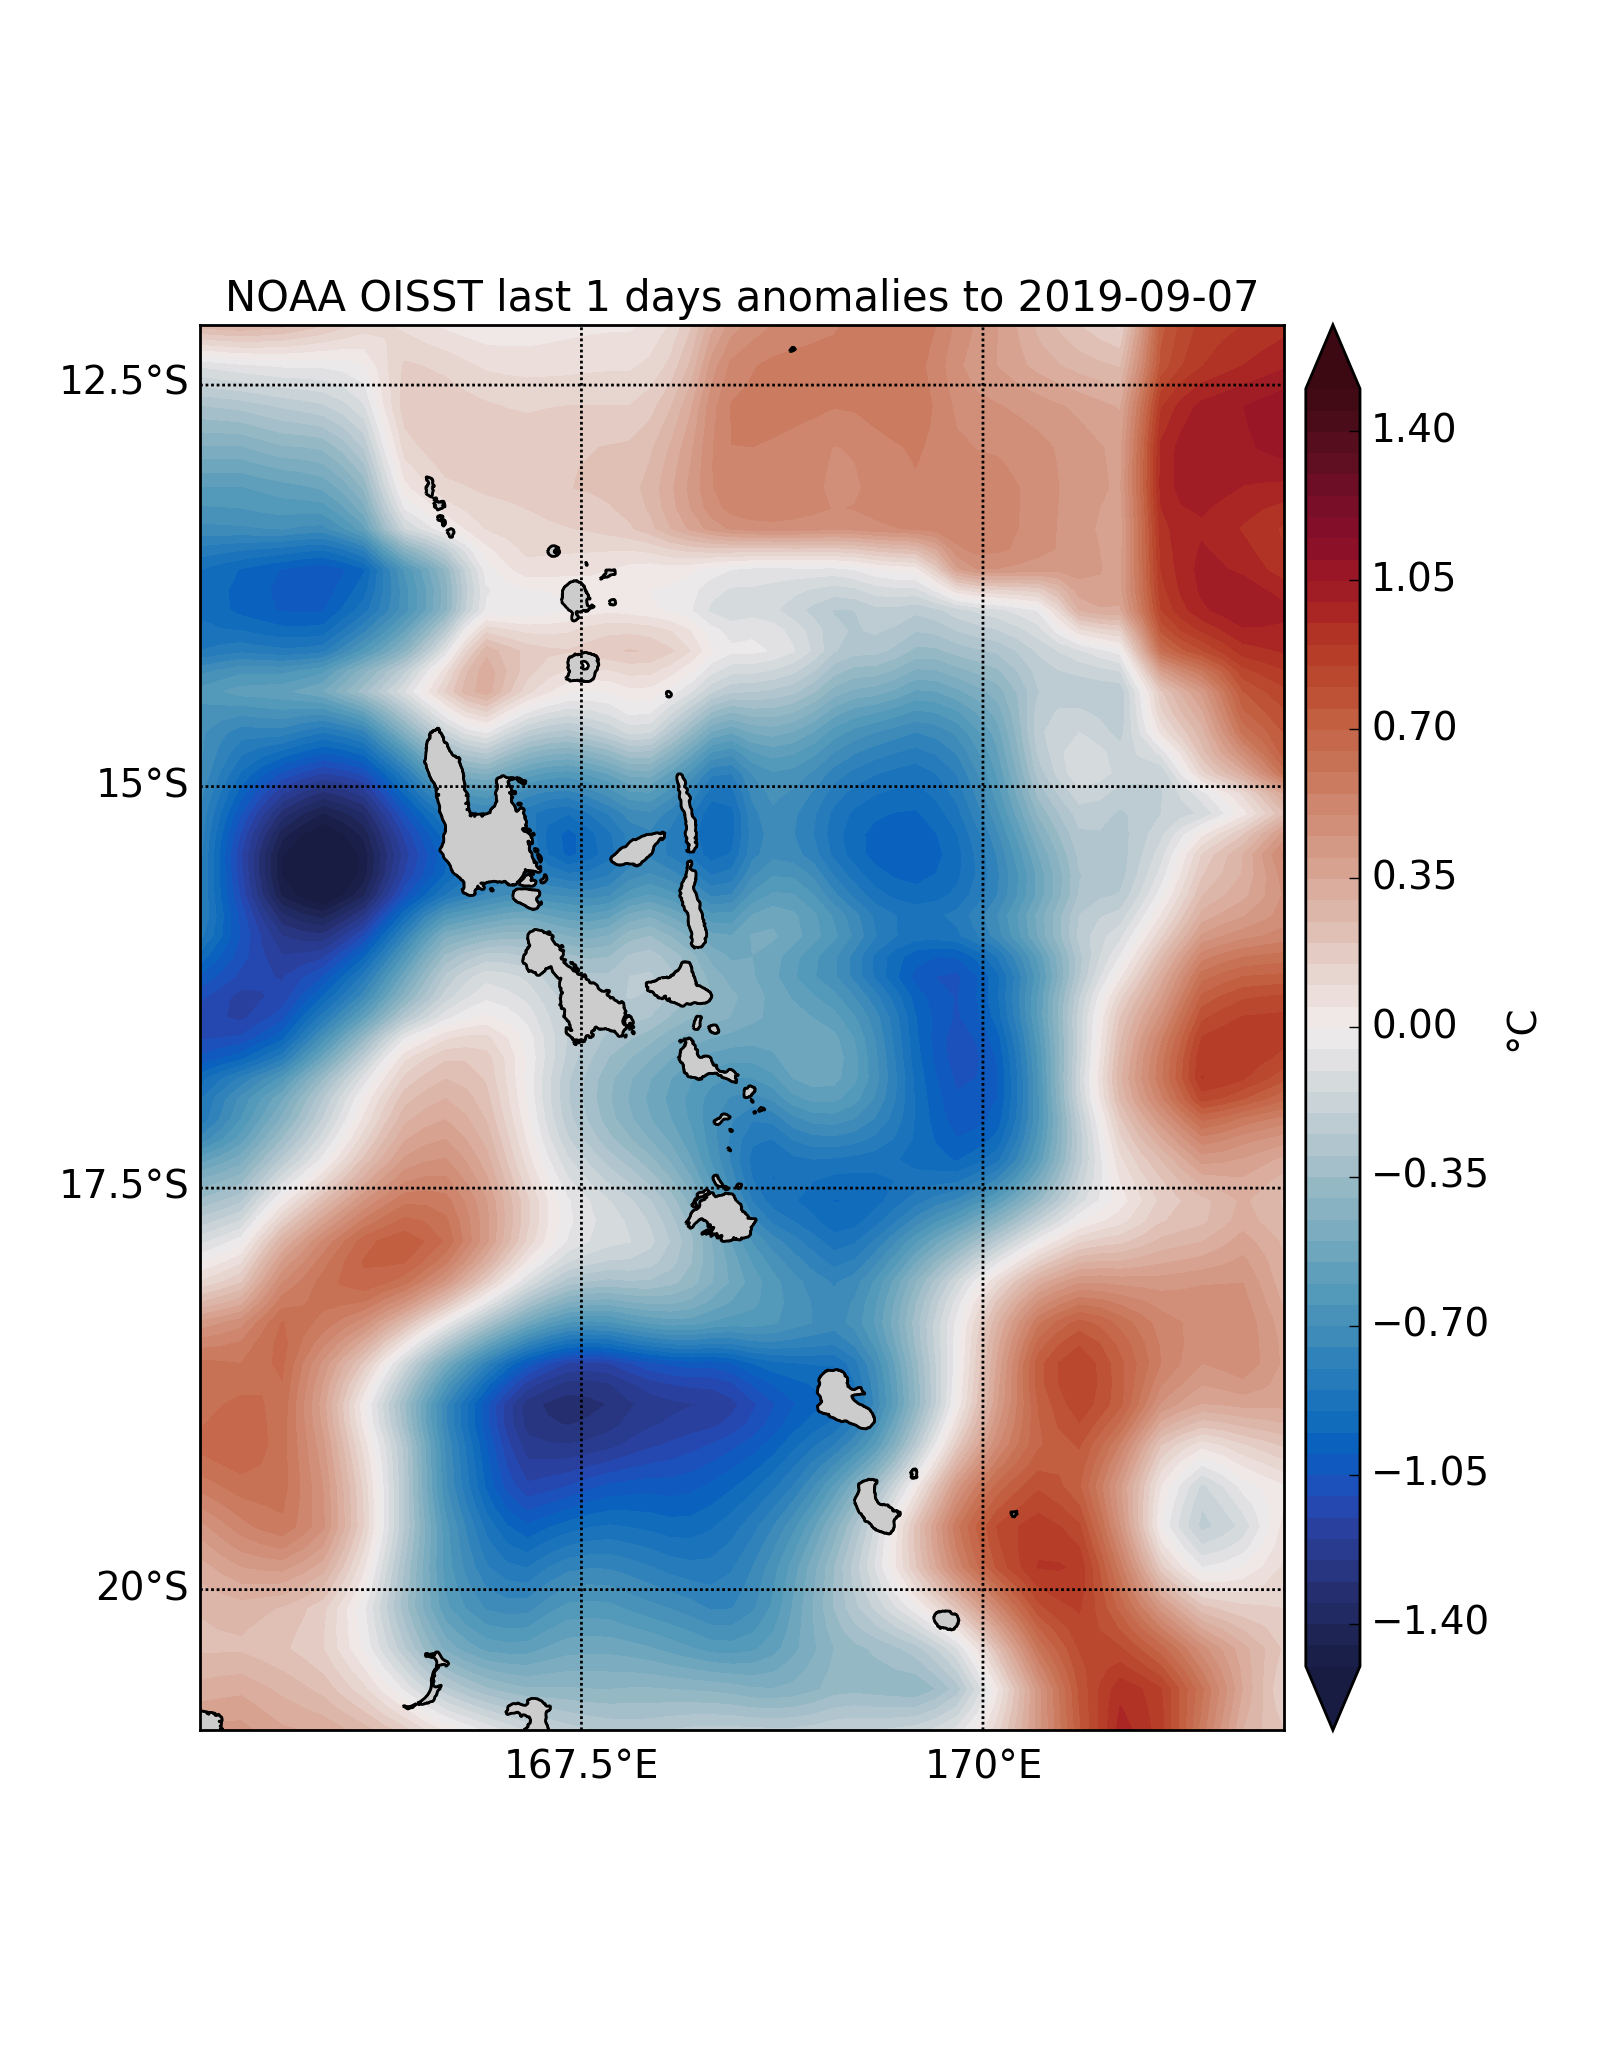 NOAA OISST last 1 days anomalies to 2019-09-07
12.5°S
15°S
17.5°S
20°S
167.5°E
170°E
1.40
1.05
0.70
0.35
0.00
−0.35
−0.70
−1.05
−1.40
°C